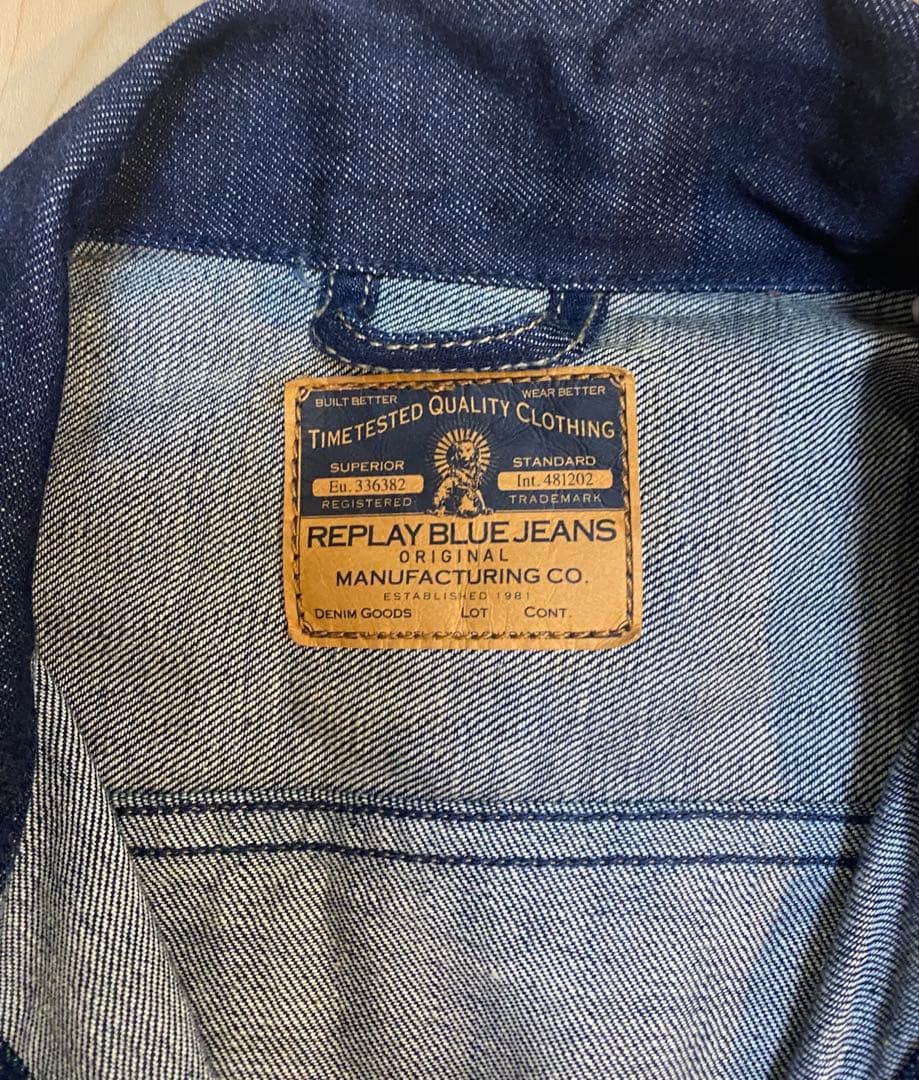 BUILT BETTER WEAR BETTER
TIMETESTED QUALITY CLOTHING
SUPERIOR STANDARD
Eu. 336382 Int. 481202
REGISTERED TRADEMARK
REPLAY BLUE JEANS
ORIGINAL
MANUFACTURING CO.
ESTABLISHED 1981
DENIM GOODS LOT CONT.